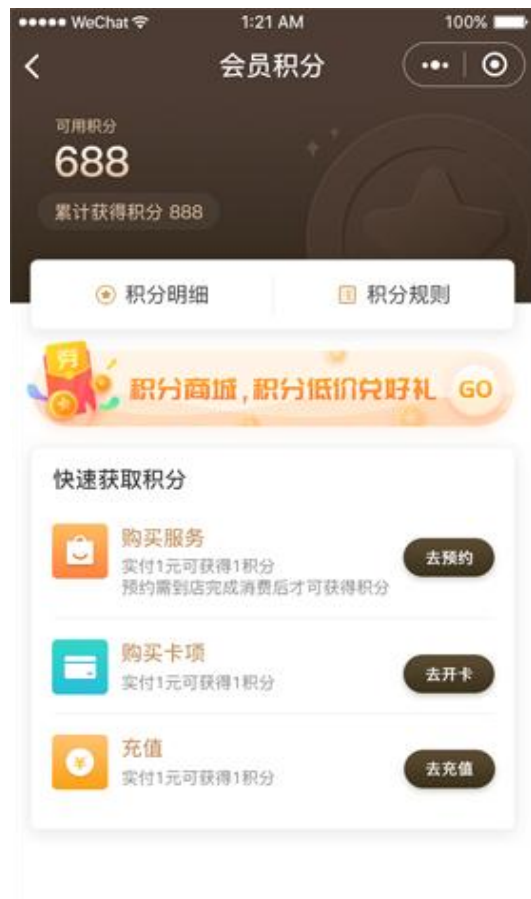 WeChat 1:21 AM 100%
会员积分
可用积分
688
累计获得积分 888
积分明细 积分规则
券
积分商城,积分低价兑好礼 GO
快速获取积分
购买服务
实付1元可获得1积分
预约需到店完成消费后才可获得积分
去预约
购买卡项
实付1元可获得1积分
去开卡
充值
实付1元可获得1积分
去充值